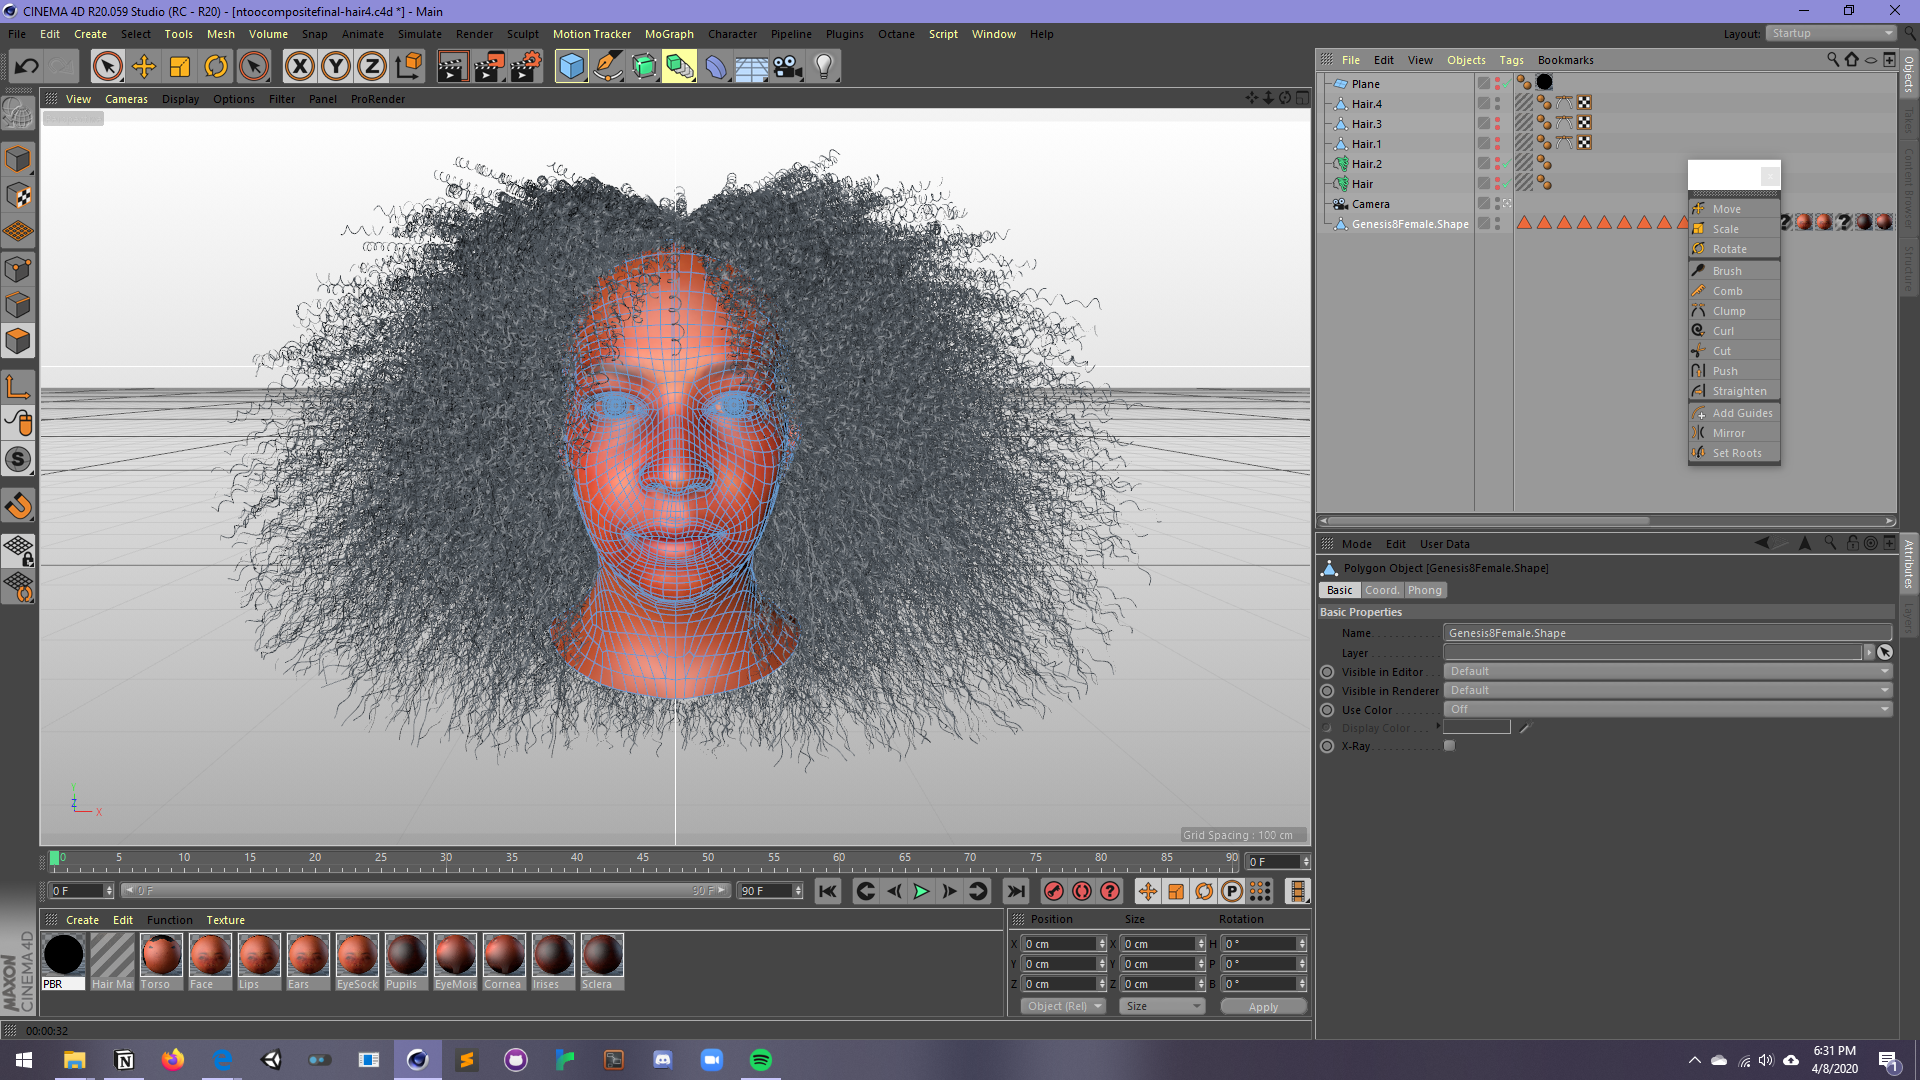 CINEMA 4D R20.059 Studio (RC - R20) - [ntoocompositefinal-hair4.c4d *] - Main
File Edit Create Select Tools Mesh Volume Snap Animate Simulate Render Sculpt Motion Tracker MoGraph Character Pipeline Plugins Octane Script Window Help Layout: Startup
X Y Z
File Edit View Objects Tags Bookmarks
View Cameras Display Options Filter Panel ProRender
Plane
Hair.4
Hair.3
Hair.1
Hair.2
Hair
Camera
Genesis8Female.Shape
Move
Scale
Rotate
Brush
Comb
Clump
Curl
Cut
Push
Straighten
Add Guides
Mirror
Set Roots
Objects
Takes
Content Browser
Structure
Mode Edit User Data
Polygon Object [Genesis8Female.Shape]
Basic Coord. Phong
Basic Properties
Name Genesis8Female.Shape
Layer
Visible in Editor Default
Visible in Renderer Default
Use Color Off
Display Color
X-Ray
Attributes
Layers
Y
Z
X
Grid Spacing : 100 cm
0 5 10 15 20 25 30 35 40 45 50 55 60 65 70 75 80 85 90 0 F
0 F 0 F 90 F 90 F
Create Edit Function Texture
PBR Hair Ma Torso Face Lips Ears EyeSock Pupils EyeMois Cornea Irises Sclera
Position Size Rotation
X 0 cm X 0 cm H 0 °
Y 0 cm Y 0 cm P 0 °
Z 0 cm Z 0 cm B 0 °
Object (Rel) Size Apply
MAXON CINEMA 4D
00:00:32
6:31 PM
4/8/2020
1